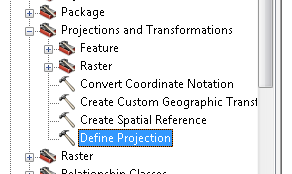 Package
Projections and Transformations
Feature
Raster
Convert Coordinate Notation
Create Custom Geographic Transf
Create Spatial Reference
Define Projection
Raster
Relationship Classes